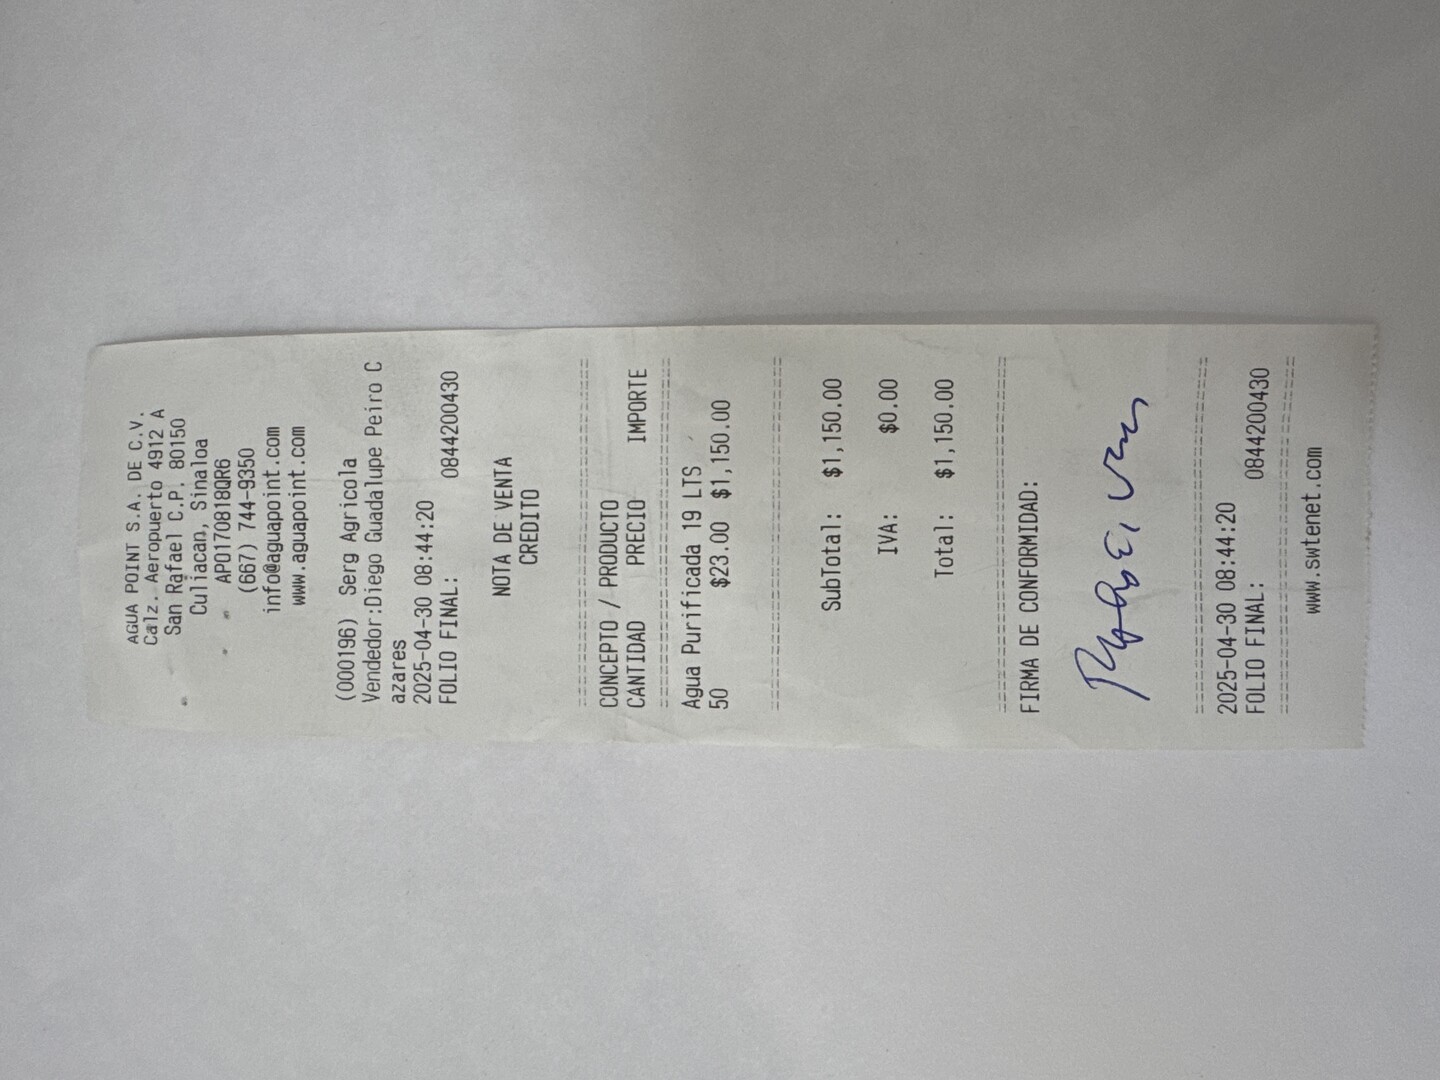 AGUA POINT S.A. DE C.V.
Calz. Aeropuerto 4912 A
San Rafael C.P. 80150
Culiacan, Sinaloa
APO170818QR6
(667) 744-9350
info@aguapoint.com
www.aguapoint.com
(000196) Serg Agricola
Vendedor:Diego Guadalupe Peiro C
azares
2025-04-30 08:44:20
FOLIO FINAL: 0844200430
NOTA DE VENTA
CREDITO
CONCEPTO / PRODUCTO
CANTIDAD PRECIO IMPORTE
Agua Purificada 19 LTS
50 $23.00 $1,150.00
SubTotal: $1,150.00
IVA: $0.00
Total: $1,150.00
FIRMA DE CONFORMIDAD:
2025-04-30 08:44:20
FOLIO FINAL: 0844200430
www.swtenet.com